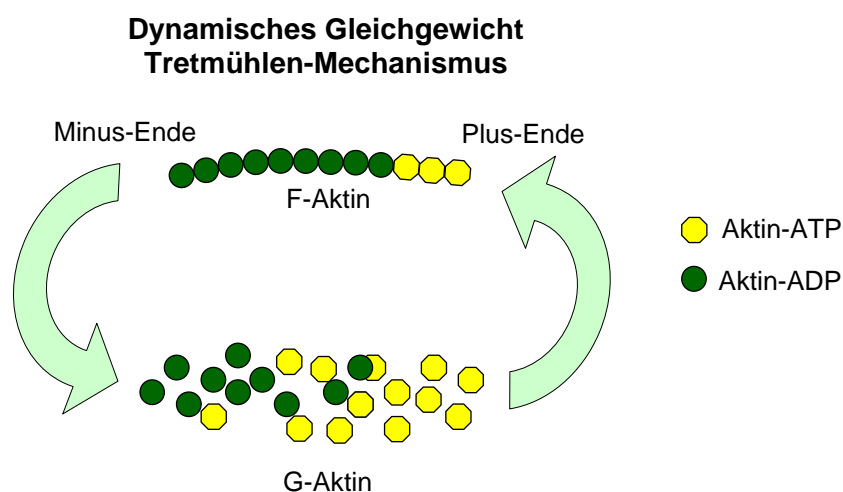 Dynamisches Gleichgewicht
Tretmühlen-Mechanismus
Minus-Ende
Plus-Ende
F-Aktin
Aktin-ATP
Aktin-ADP
G-Aktin